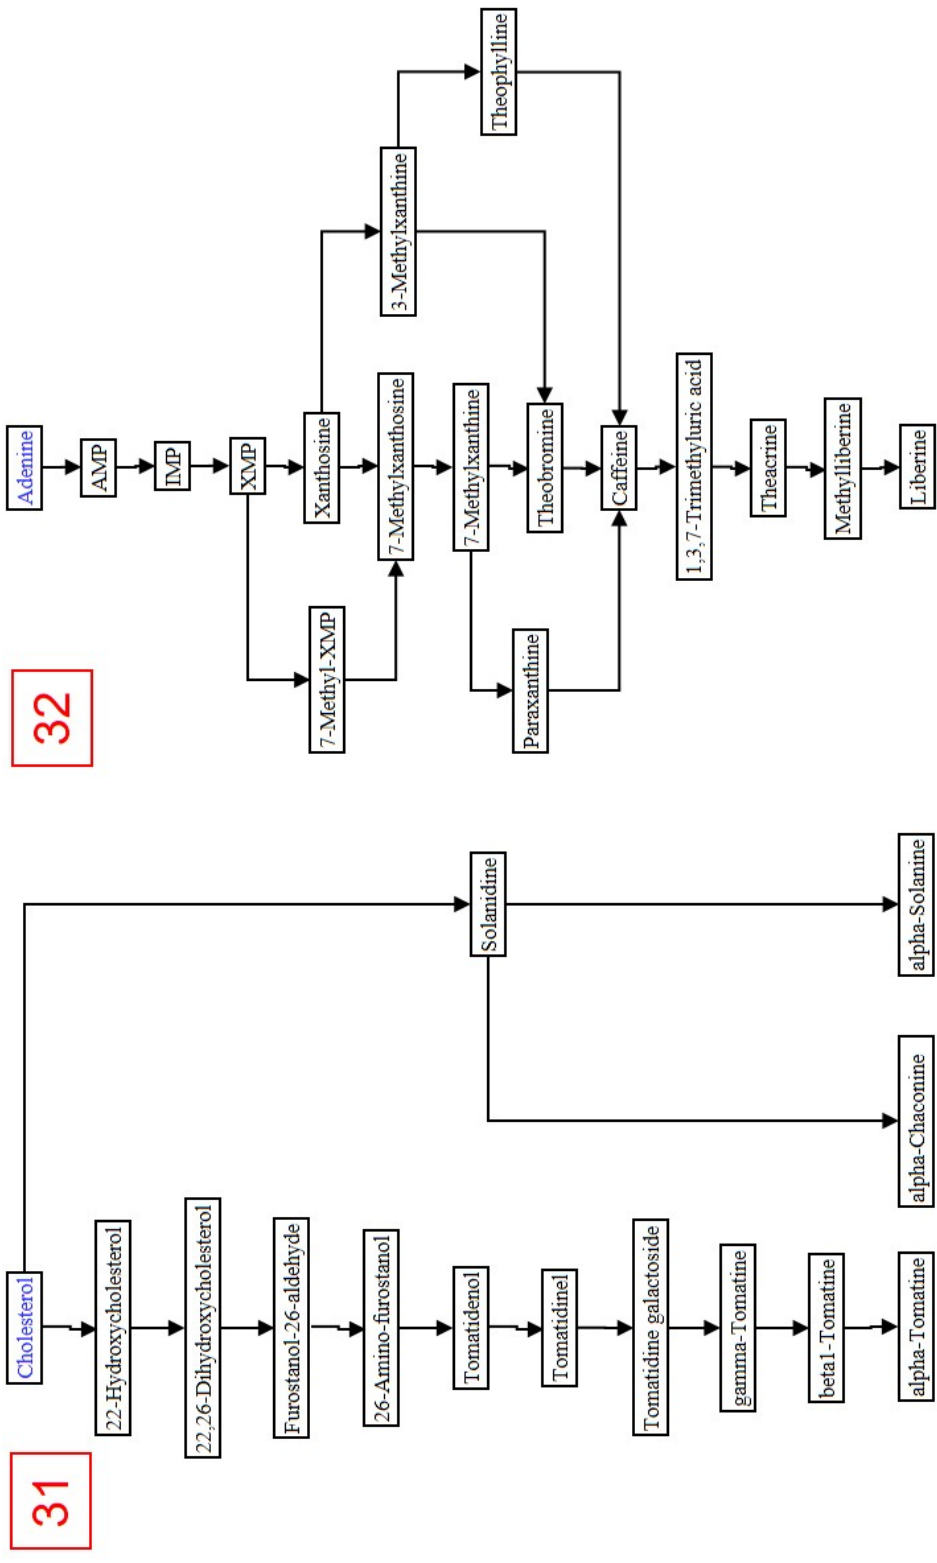 31
Cholesterol
22-Hydroxycholesterol
22,26-Dihydroxycholesterol
Furostanol-26-aldehyde
26-Amino-furostanol
Tomatidenol
Tomatidinel
Tomatidine galactoside
gamma-Tomatine
beta1-Tomatine
alpha-Tomatine
Solanidine
alpha-Chaconine
alpha-Solanine
32
Adenine
AMP
IMP
XMP
7-Methyl-XMP
Xanthosine
7-Methylxanthosine
3-Methylxanthine
7-Methylxanthine
Theophylline
Paraxanthine
Theobromine
Caffeine
1,3,7-Trimethyluric acid
Theacrine
Methylliberine
Liberine